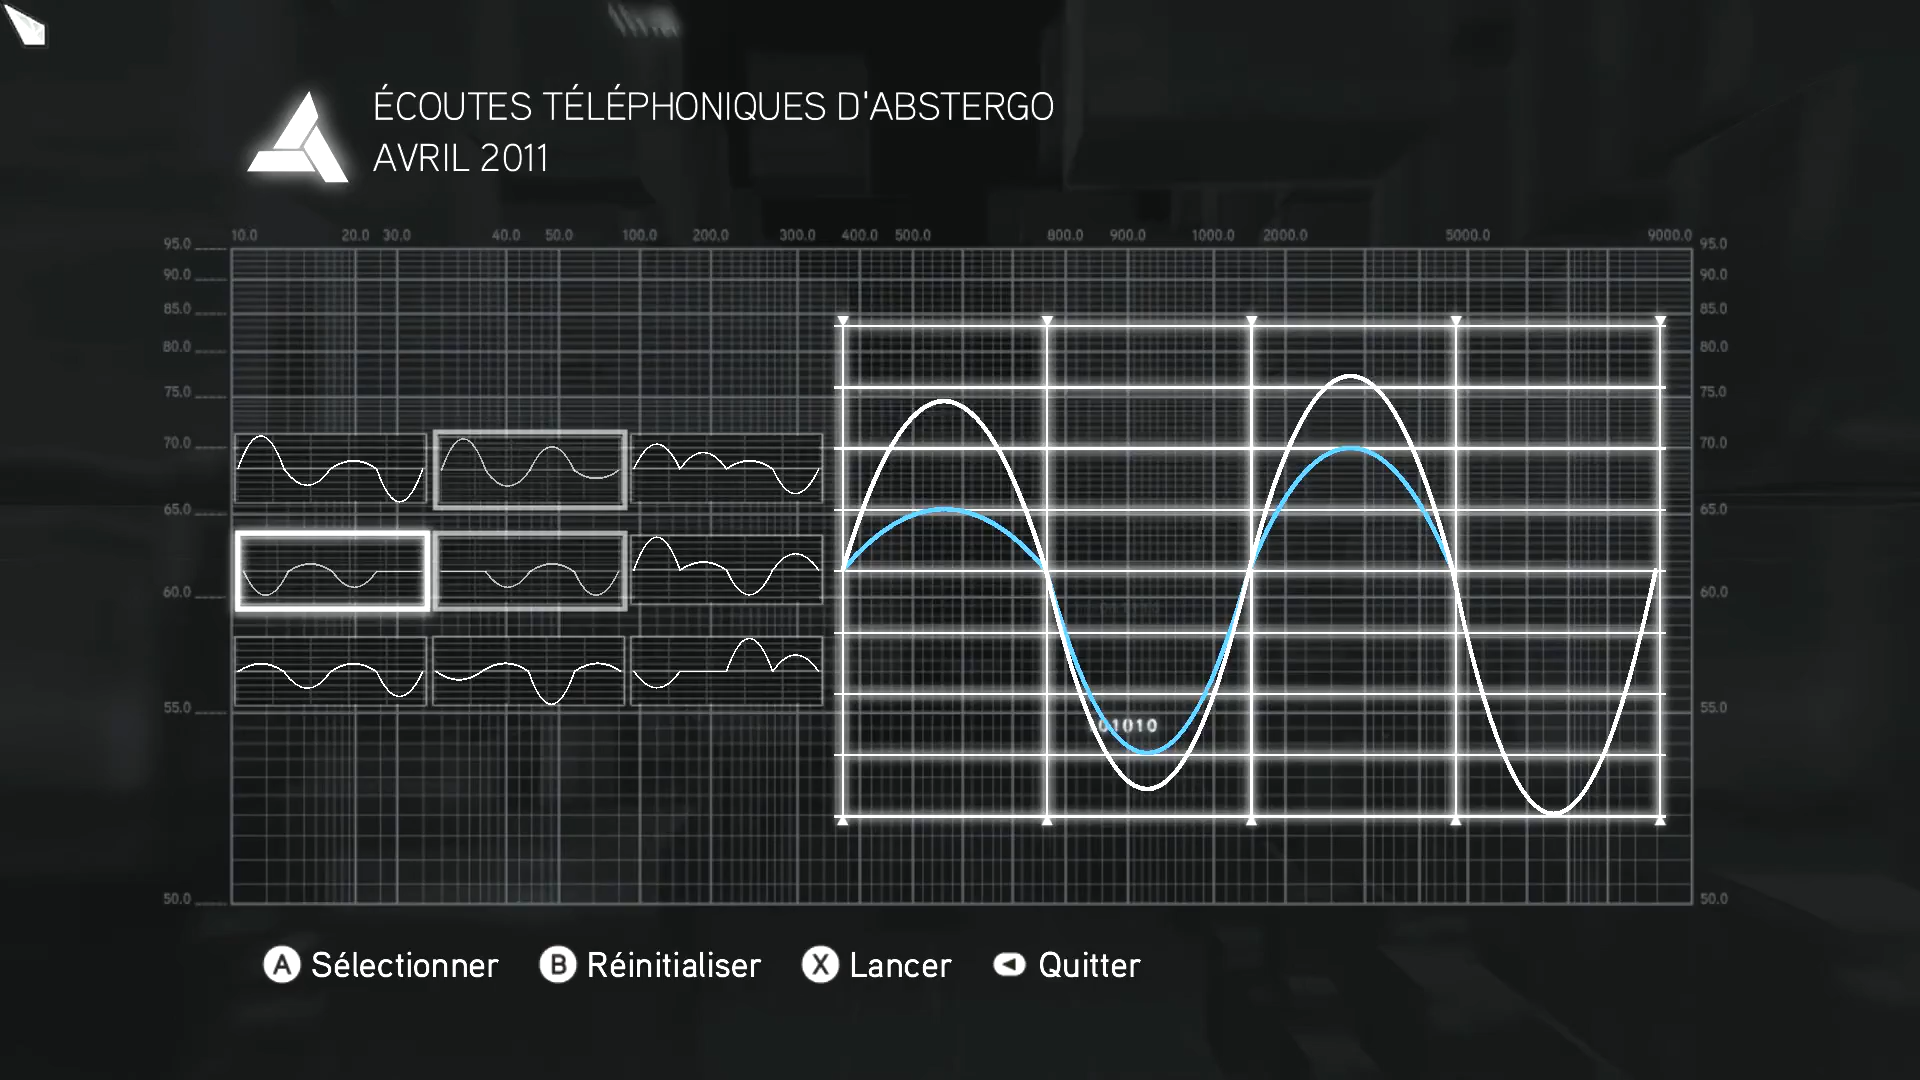 ÉCOUTES TÉLÉPHONIQUES D'ABSTERGO
AVRIL 2011
10.0 20.0 30.0 40.0 50.0 100.0 200.0 300.0 400.0 500.0 800.0 900.0 1000.0 2000.0 5000.0 9000.0
95.0 95.0
90.0 90.0
85.0 85.0
80.0 80.0
75.0 75.0
70.0 70.0
65.0 65.0
60.0 60.0
55.0 55.0
01010
50.0 50.0
A Sélectionner B Réinitialiser X Lancer Quitter